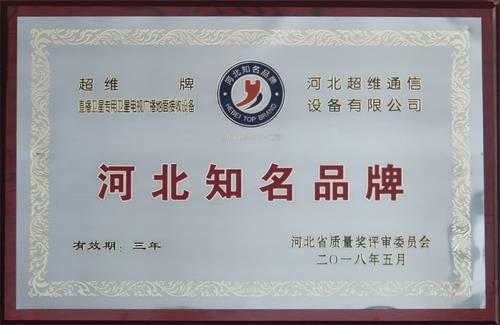 超维 牌
直播卫星专用卫星电视广播地面接收设备
河北知名品牌
HEBEI TOP BRAND
河北超维通信
设备有限公司
河北知名品牌
有效期：三年
河北省质量奖评审委员会
二〇一八年五月